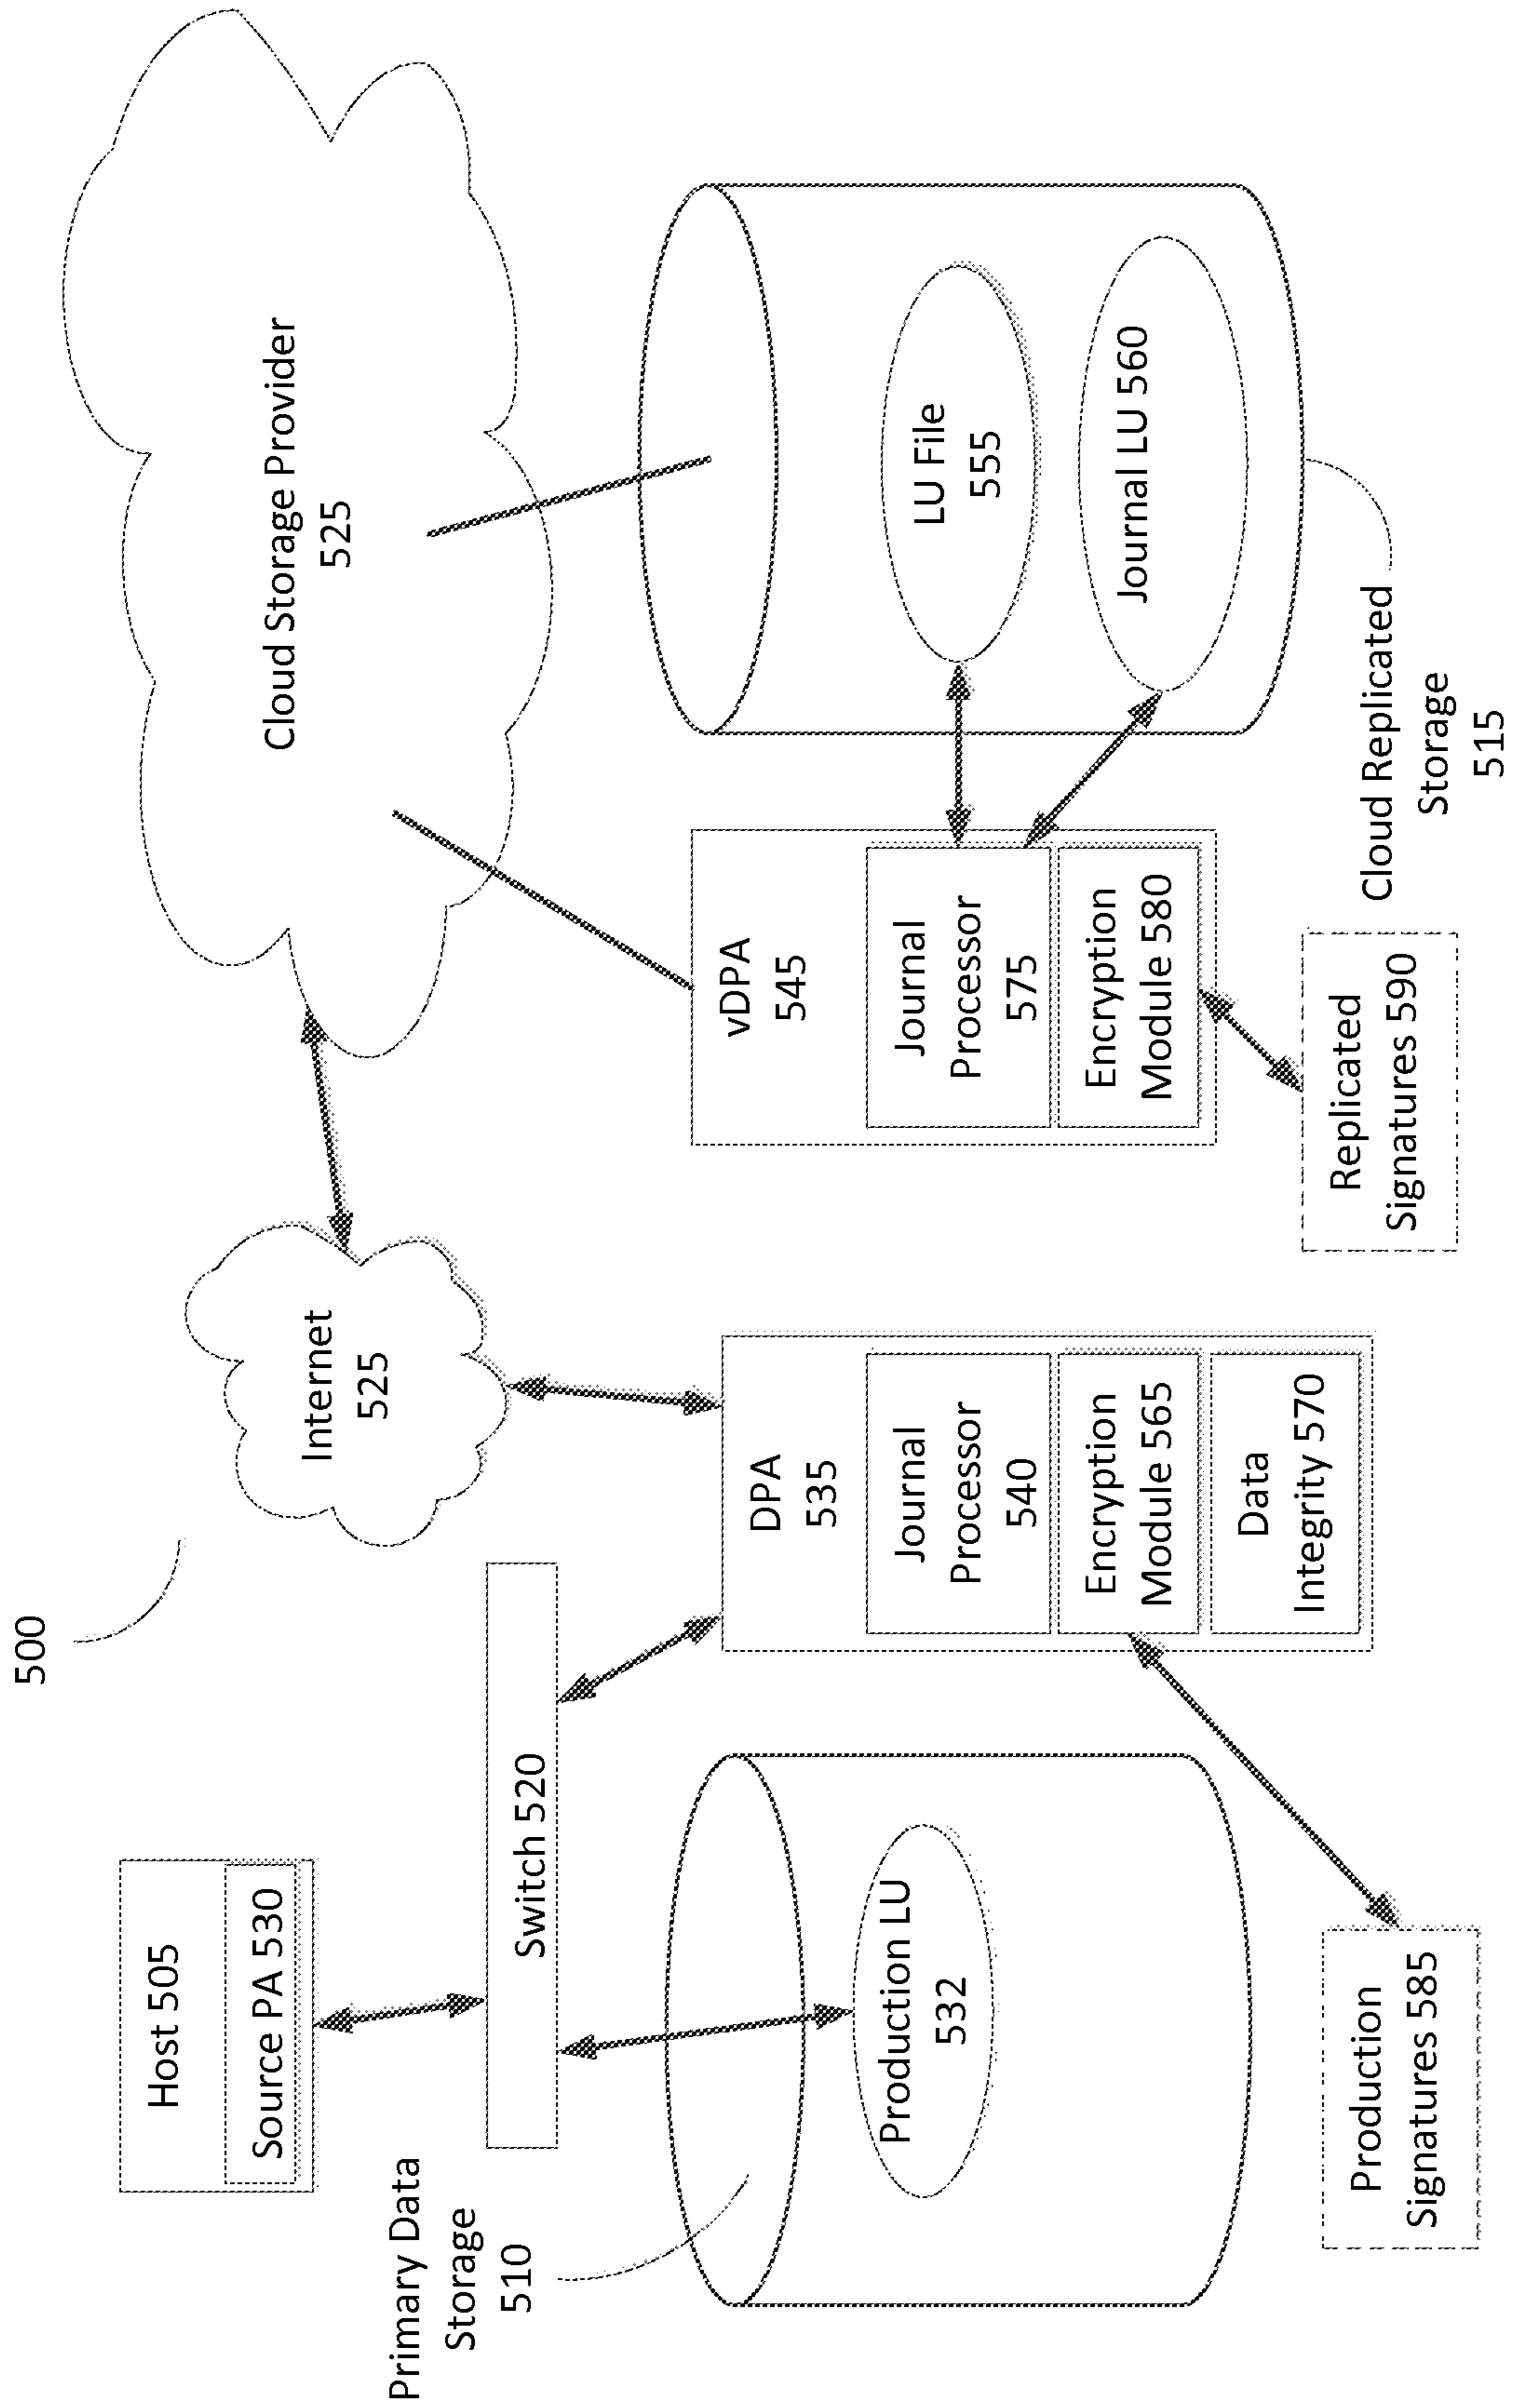 500
Host 505
Source PA 530
Switch 520
Primary Data
Storage
510
Production LU
532
Production
Signatures 585
Internet
525
DPA
535
Journal
Processor
540
Encryption
Module 565
Data
Integrity 570
Cloud Storage Provider
525
vDPA
545
Journal
Processor
575
Encryption
Module 580
Replicated
Signatures 590
LU File
555
Journal LU 560
Cloud Replicated
Storage
515